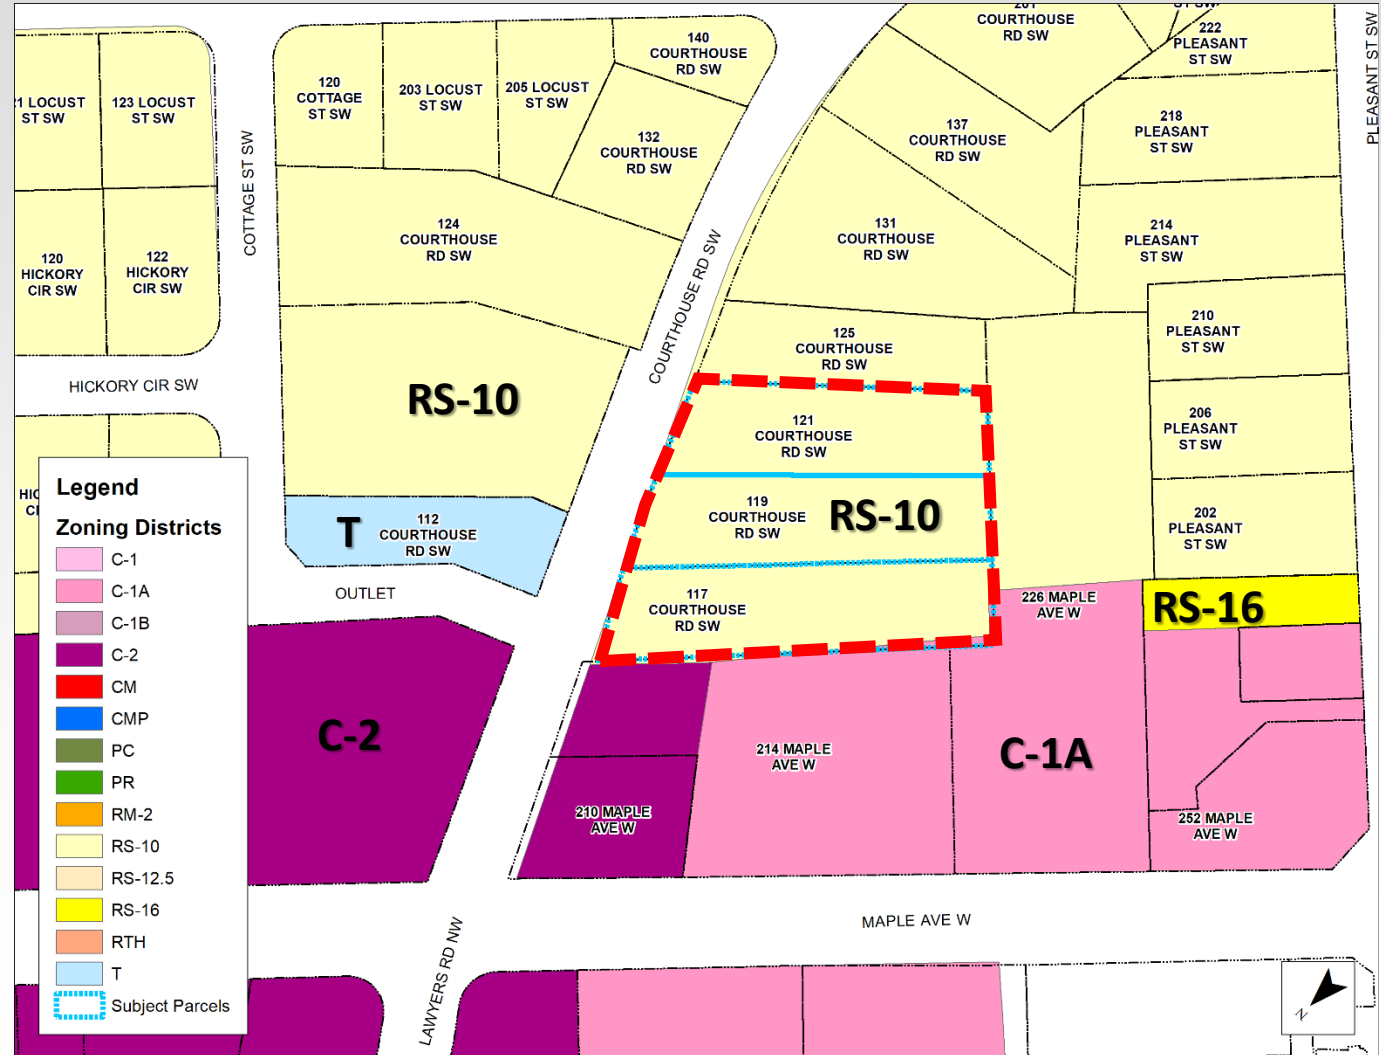 140
COURTHOUSE
RD SW
COURTHOUSE
RD SW
ST SW
222
PLEASANT
ST SW
PLEASANT ST SW
21 LOCUST
ST SW
123 LOCUST
ST SW
120
COTTAGE
ST SW
203 LOCUST
ST SW
205 LOCUST
ST SW
132
COURTHOUSE
RD SW
137
COURTHOUSE
RD SW
218
PLEASANT
ST SW
COTTAGE ST SW
124
COURTHOUSE
RD SW
131
COURTHOUSE
RD SW
214
PLEASANT
ST SW
120
HICKORY
CIR SW
122
HICKORY
CIR SW
COURTHOUSE RD SW
125
COURTHOUSE
RD SW
210
PLEASANT
ST SW
HICKORY CIR SW
RS-10
121
COURTHOUSE
RD SW
206
PLEASANT
ST SW
119
COURTHOUSE
RD SW
RS-10
202
PLEASANT
ST SW
T
112
COURTHOUSE
RD SW
OUTLET
117
COURTHOUSE
RD SW
226 MAPLE
AVE W
RS-16
C-2
214 MAPLE
AVE W
C-1A
210 MAPLE
AVE W
252 MAPLE
AVE W
MAPLE AVE W
LAWYERS RD NW
Legend
Zoning Districts
C-1
C-1A
C-1B
C-2
CM
CMP
PC
PR
RM-2
RS-10
RS-12.5
RS-16
RTH
T
Subject Parcels
N